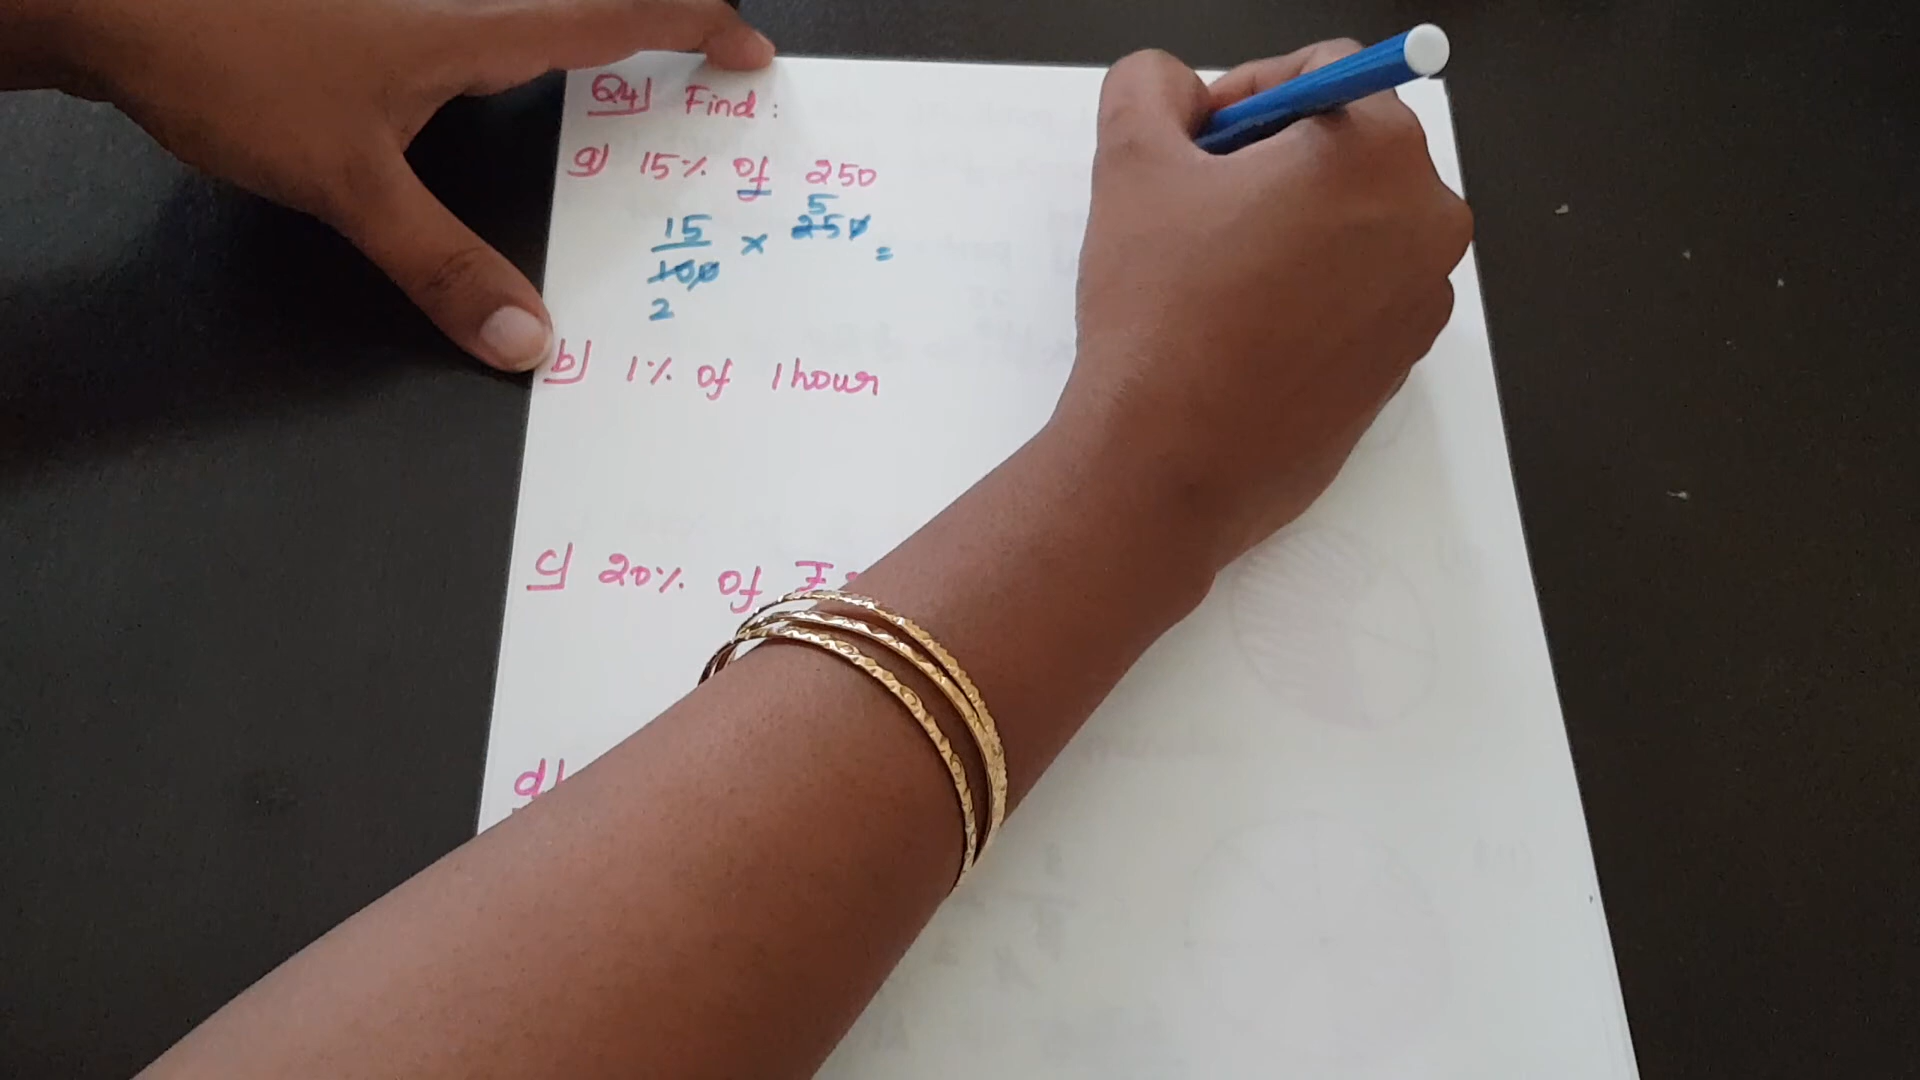 Q4) Find :
a) 15% of 250
5
15 × 250 =
100
2
b) 1% of 1 hour
c) 20% of
d)